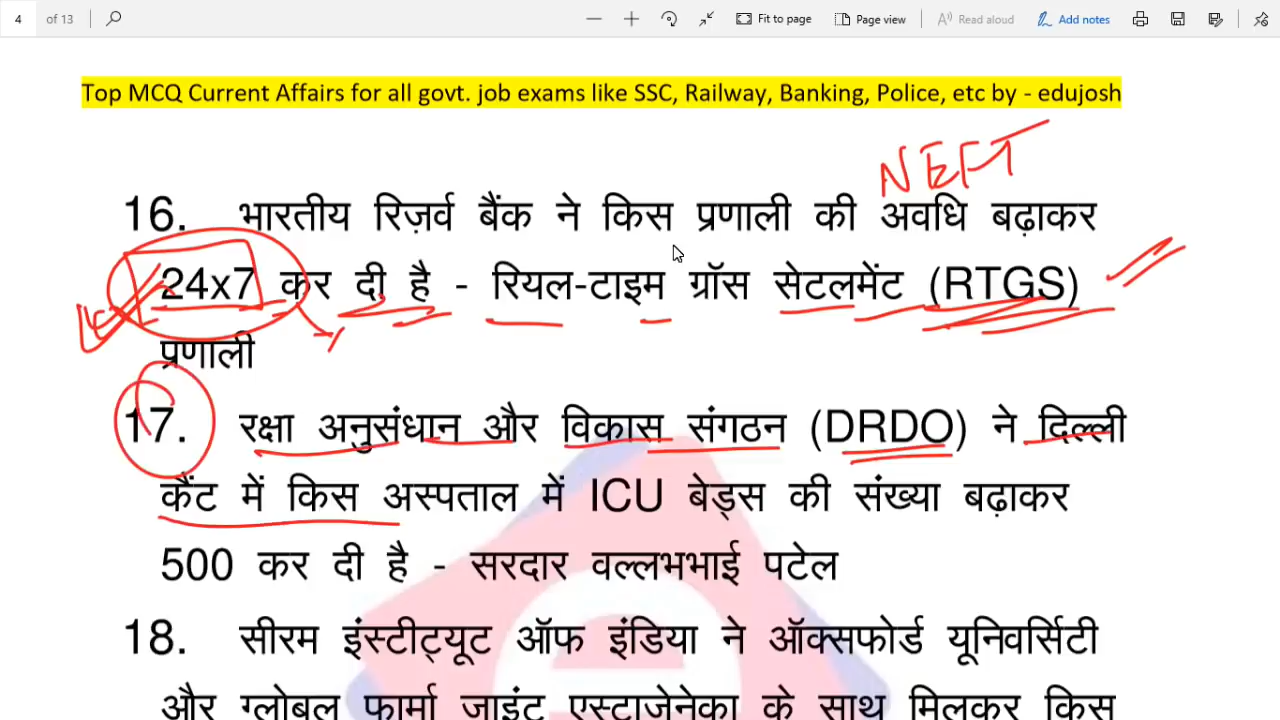 4 of 13 Fit to page Page view Read aloud Add notes
Top MCQ Current Affairs for all govt. job exams like SSC, Railway, Banking, Police, etc by - edujosh
NEFT
16. भारतीय रिज़र्व बैंक ने किस प्रणाली की अवधि बढ़ाकर
24x7 कर दी है - रियल-टाइम ग्रॉस सेटलमेंट (RTGS)
प्रणाली
17. रक्षा अनुसंधान और विकास संगठन (DRDO) ने दिल्ली
कैंट में किस अस्पताल में ICU बेड्स की संख्या बढ़ाकर
500 कर दी है - सरदार वल्लभभाई पटेल
18. सीरम इंस्टीट्यूट ऑफ इंडिया ने ऑक्सफोर्ड यूनिवर्सिटी
और ग्लोबल फार्मा जाइंट एस्ट्राजेनेका के साथ मिलकर किस